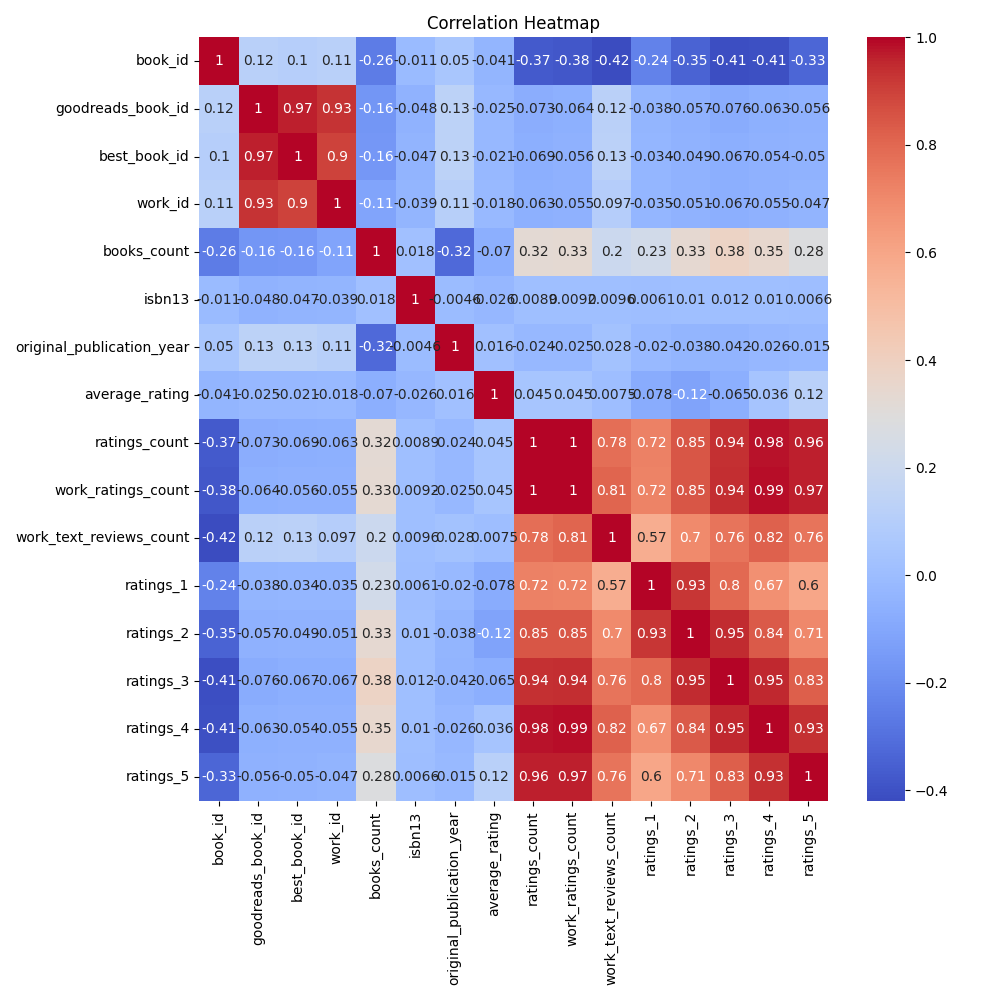 Correlation Heatmap
book_id 1 0.12 0.1 0.11 -0.26 -0.011 0.05 -0.041 -0.37 -0.38 -0.42 -0.24 -0.35 -0.41 -0.41 -0.33
goodreads_book_id 0.12 1 0.97 0.93 -0.16 -0.048 0.13 -0.025 -0.073 -0.064 0.12 -0.038 -0.057 -0.076 -0.063 -0.056
best_book_id 0.1 0.97 1 0.9 -0.16 -0.047 0.13 -0.021 -0.069 -0.056 0.13 -0.034 -0.049 -0.067 -0.054 -0.05
work_id 0.11 0.93 0.9 1 -0.11 -0.039 0.11 -0.018 -0.063 -0.055 0.097 -0.035 -0.051 -0.067 -0.055 -0.047
books_count -0.26 -0.16 -0.16 -0.11 1 0.018 -0.32 -0.07 0.32 0.33 0.2 0.23 0.33 0.38 0.35 0.28
isbn13 -0.011 -0.048 -0.047 -0.039 0.018 1 -0.0046 -0.026 0.0089 0.0092 0.0096 0.0061 0.01 0.012 0.01 0.0066
original_publication_year 0.05 0.13 0.13 0.11 -0.32 -0.0046 1 0.016 -0.024 -0.025 0.028 -0.02 -0.038 -0.042 -0.026 -0.015
average_rating -0.041 -0.025 -0.021 -0.018 -0.07 -0.026 0.016 1 0.045 0.045 0.0075 -0.078 -0.12 -0.065 0.036 0.12
ratings_count -0.37 -0.073 -0.069 -0.063 0.32 0.0089 -0.024 0.045 1 1 0.78 0.72 0.85 0.94 0.98 0.96
work_ratings_count -0.38 -0.064 -0.056 -0.055 0.33 0.0092 -0.025 0.045 1 1 0.81 0.72 0.85 0.94 0.99 0.97
work_text_reviews_count -0.42 0.12 0.13 0.097 0.2 0.0096 0.028 0.0075 0.78 0.81 1 0.57 0.7 0.76 0.82 0.76
ratings_1 -0.24 -0.038 -0.034 -0.035 0.23 0.0061 -0.02 -0.078 0.72 0.72 0.57 1 0.93 0.8 0.67 0.6
ratings_2 -0.35 -0.057 -0.049 -0.051 0.33 0.01 -0.038 -0.12 0.85 0.85 0.7 0.93 1 0.95 0.84 0.71
ratings_3 -0.41 -0.076 -0.067 -0.067 0.38 0.012 -0.042 -0.065 0.94 0.94 0.76 0.8 0.95 1 0.95 0.83
ratings_4 -0.41 -0.063 -0.054 -0.055 0.35 0.01 -0.026 0.036 0.98 0.99 0.82 0.67 0.84 0.95 1 0.93
ratings_5 -0.33 -0.056 -0.05 -0.047 0.28 0.0066 -0.015 0.12 0.96 0.97 0.76 0.6 0.71 0.83 0.93 1
book_id
goodreads_book_id
best_book_id
work_id
books_count
isbn13
original_publication_year
average_rating
ratings_count
work_ratings_count
work_text_reviews_count
ratings_1
ratings_2
ratings_3
ratings_4
ratings_5
1.0
0.8
0.6
0.4
0.2
0.0
−0.2
−0.4